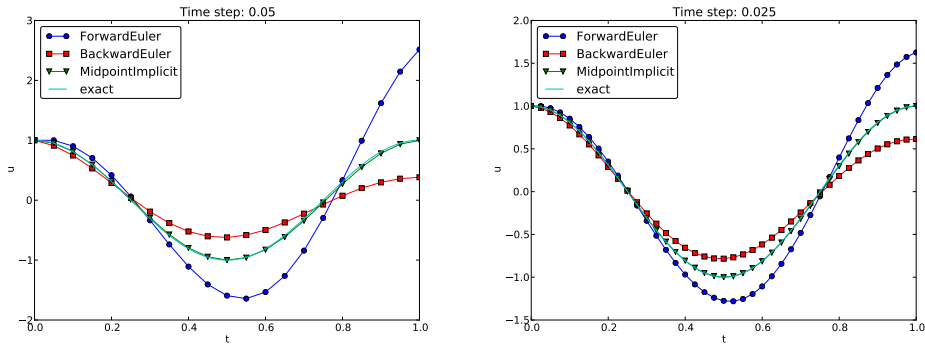 Time step: 0.05
3
2
1
0
−1
−2
u
ForwardEuler
BackwardEuler
MidpointImplicit
exact
0.0
0.2
0.4
0.6
0.8
1.0
t
Time step: 0.025
2.0
1.5
1.0
0.5
0.0
−0.5
−1.0
−1.5
u
ForwardEuler
BackwardEuler
MidpointImplicit
exact
0.0
0.2
0.4
0.6
0.8
1.0
t